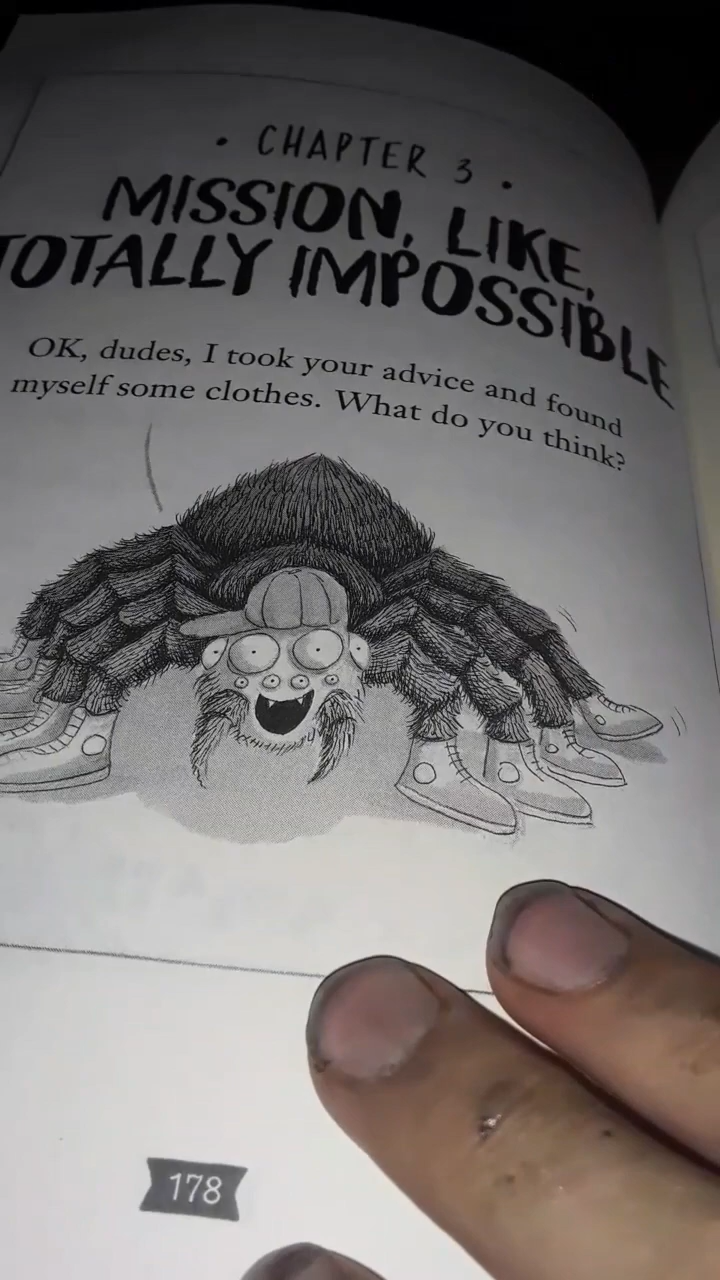 • CHAPTER 3 •
MISSION, LIKE,
TOTALLY IMPOSSIBLE
OK, dudes, I took your advice and found
myself some clothes. What do you think?
178